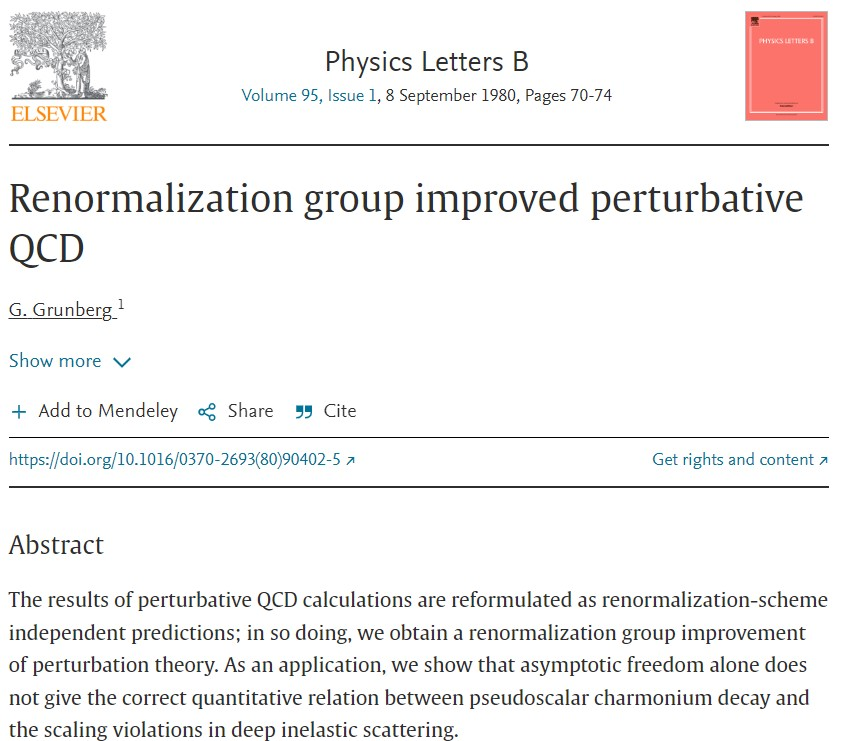 ELSEVIER
Physics Letters B
Volume 95, Issue 1, 8 September 1980, Pages 70-74
PHYSICS LETTERS B
Renormalization group improved perturbative
QCD
G. Grunberg 1
Show more
Add to Mendeley Share Cite
https://doi.org/10.1016/0370-2693(80)90402-5
Get rights and content
Abstract
The results of perturbative QCD calculations are reformulated as renormalization-scheme
independent predictions; in so doing, we obtain a renormalization group improvement
of perturbation theory. As an application, we show that asymptotic freedom alone does
not give the correct quantitative relation between pseudoscalar charmonium decay and
the scaling violations in deep inelastic scattering.